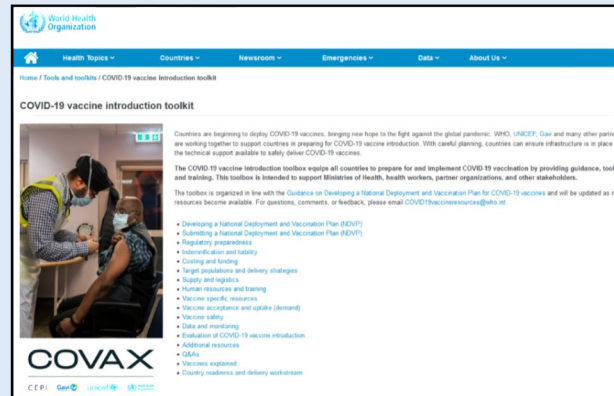 World Health
Organization
Health Topics
Countries
Newsroom
Emergencies
Data
About Us
Home / Tools and toolkits / COVID-19 vaccine introduction toolkit
COVID-19 vaccine introduction toolkit
Countries are beginning to deploy COVID-19 vaccines, bringing new hope to the fight against the global pandemic. WHO, UNICEF, Gavi and many other partne
are working together to support countries in preparing for COVID-19 vaccine introduction. With careful planning, countries can ensure infrastructure is in place
the technical support available to safely deliver COVID-19 vaccines.
The COVID-19 vaccine introduction toolbox equips all countries to prepare for and implement COVID-19 vaccination by providing guidance, tool
and training. This toolbox is intended to support Ministries of Health, health workers, partner organizations, and other stakeholders.
The toolbox is organized in line with the Guidance on Developing a National Deployment and Vaccination Plan for COVID-19 vaccines and will be updated as
resources become available. For questions, comments, or feedback, please email COVID19vaccineresources@who.int.
• Developing a National Deployment and Vaccination Plan (NDVP)
• Submitting a National Deployment and Vaccination Plan (NDVP)
• Regulatory preparedness
• Indemnification and liability
• Costing and funding
• Target populations and delivery strategies
• Supply and logistics
• Human resources and training
• Vaccine specific resources
• Vaccine acceptance and uptake (demand)
• Vaccine safety
• Data and monitoring
• Evaluation of COVID-19 vaccine introduction
• Additional resources
• Q&As
• Vaccines explained
• Country readiness and delivery workstream
COVAX
CEPI Gavi unicef World Health Organization